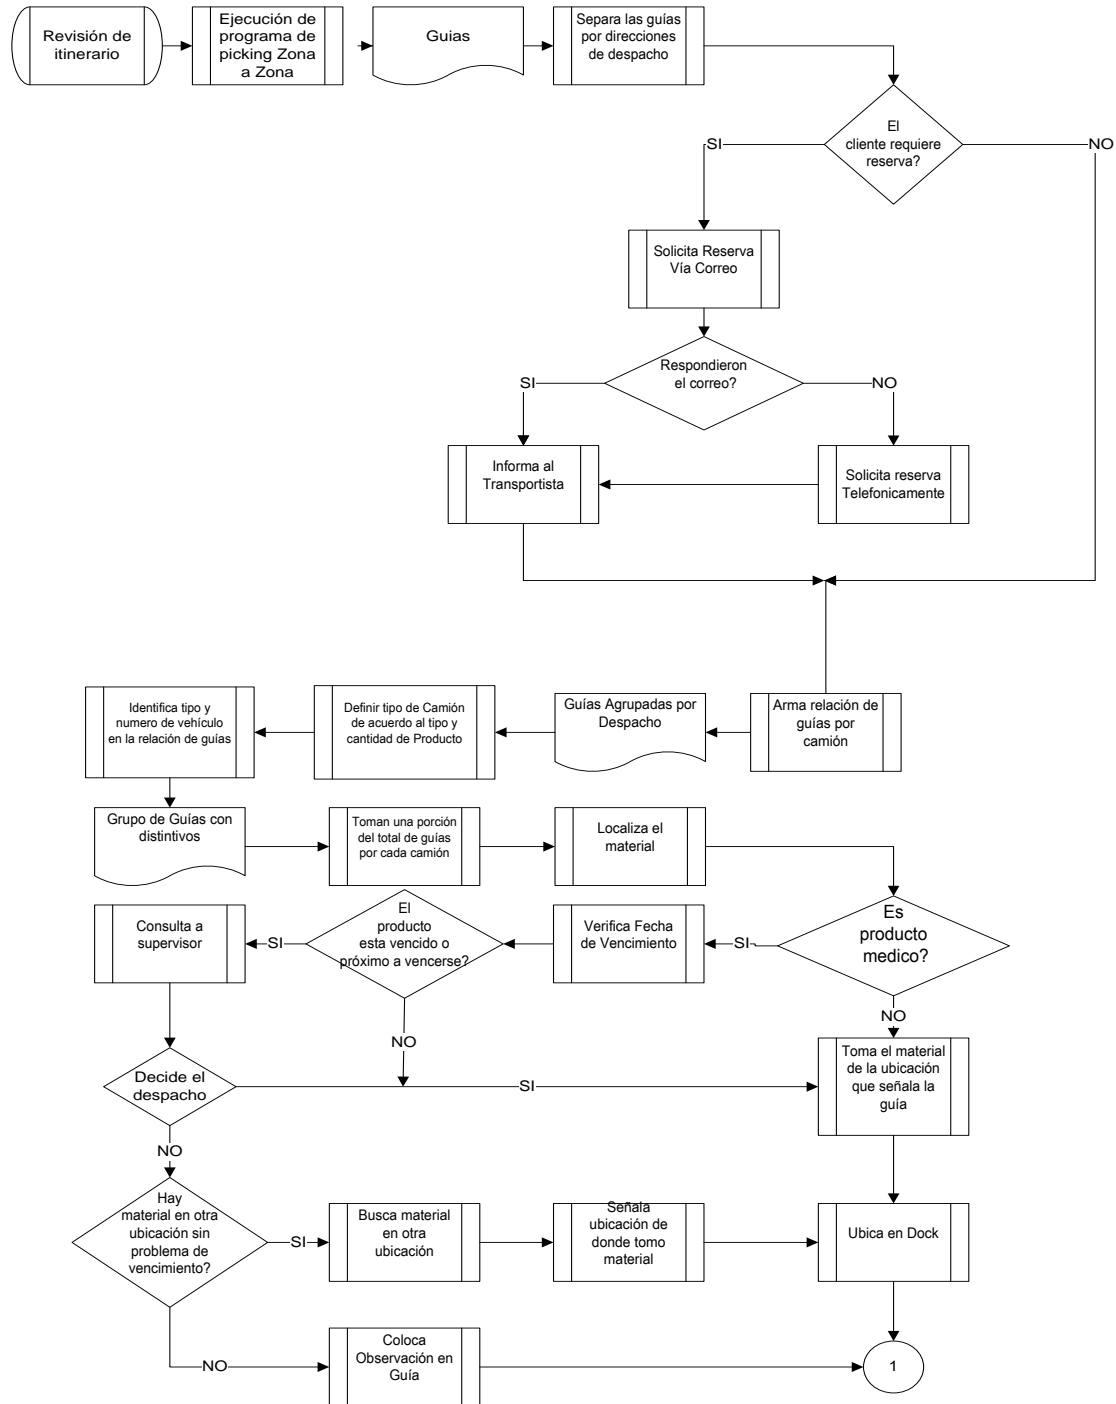 Revisión de
itinerario
Ejecución de
programa de
picking Zona
a Zona
Guias
Separa las guías
por direcciones
de despacho
El
cliente requiere
reserva?
SI
NO
Solicita Reserva
Vía Correo
Respondieron
el correo?
SI
NO
Informa al
Transportista
Solicita reserva
Telefonicamente
Identifica tipo y
numero de vehículo
en la relación de guías
Definir tipo de Camión
de acuerdo al tipo y
cantidad de Producto
Guías Agrupadas por
Despacho
Arma relación de
guías por
camión
Grupo de Guías con
distintivos
Toman una porción
del total de guías
por cada camión
Localiza el
material
Es
producto
medico?
SI
NO
Verifica Fecha
de Vencimiento
El
producto
esta vencido o
próximo a vencerse?
SI
NO
Consulta a
supervisor
Decide el
despacho
SI
NO
Toma el material
de la ubicación
que señala la
guía
Hay
material en otra
ubicación sin
problema de
vencimiento?
SI
NO
Busca material en
otra
ubicación
Señala
ubicación de
donde tomo
material
Ubica en Dock
Coloca
Observación en
Guía
1